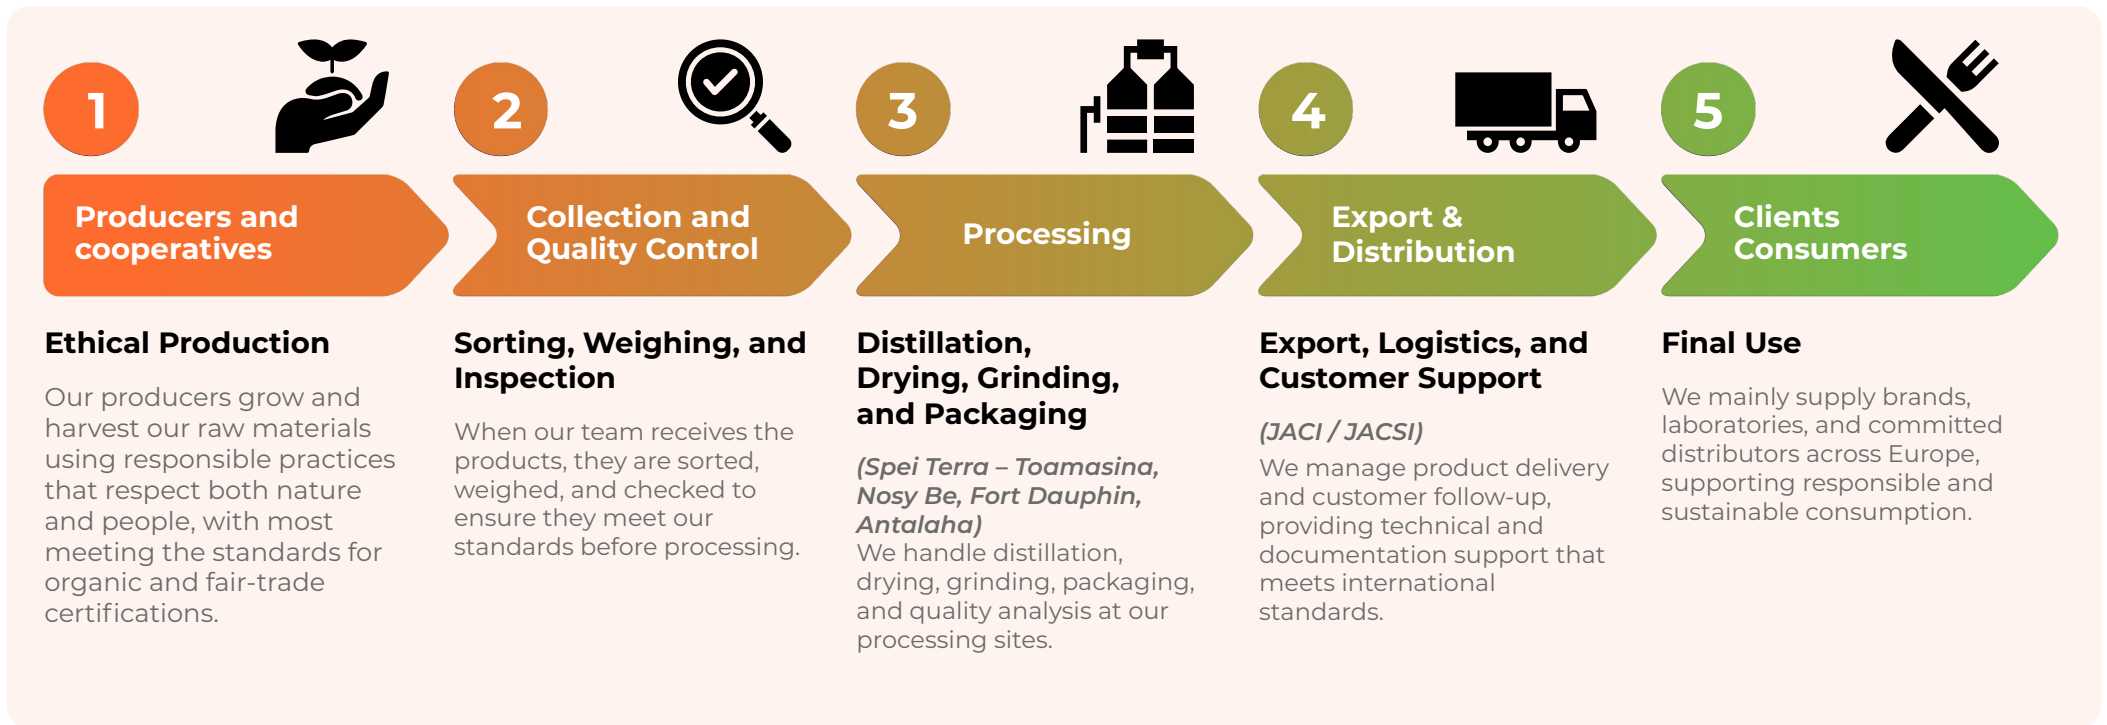 1
Producers and
cooperatives
Ethical Production
Our producers grow and
harvest our raw materials
using responsible practices
that respect both nature
and people, with most
meeting the standards for
organic and fair-trade
certifications.
2
Collection and
Quality Control
Sorting, Weighing, and
Inspection
When our team receives the
products, they are sorted,
weighed, and checked to
ensure they meet our
standards before processing.
3
Processing
Distillation,
Drying, Grinding,
and Packaging
(Spei Terra – Toamasina,
Nosy Be, Fort Dauphin,
Antalaha)
We handle distillation,
drying, grinding, packaging,
and quality analysis at our
processing sites.
4
Export &
Distribution
Export, Logistics, and
Customer Support
(JACI / JACSI)
We manage product delivery
and customer follow-up,
providing technical and
documentation support that
meets international
standards.
5
Clients
Consumers
Final Use
We mainly supply brands,
laboratories, and committed
distributors across Europe,
supporting responsible and
sustainable consumption.